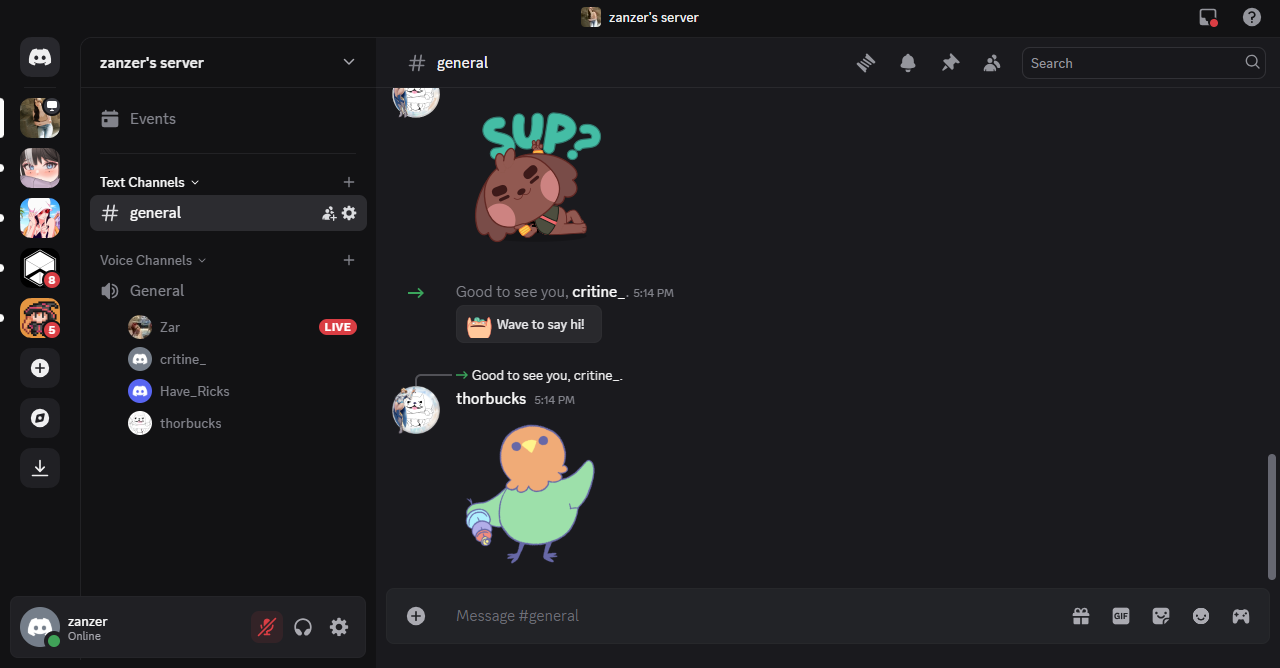 zanzer's server
zanzer's server
general
Search
Events
SUP?
Text Channels
general
Voice Channels
General
Good to see you, critine_. 5:14 PM
Wave to say hi!
Zar
LIVE
critine_
Have_Ricks
thorbucks
Good to see you, critine_.
thorbucks 5:14 PM
8
5
zanzer
Online
Message #general
GIF